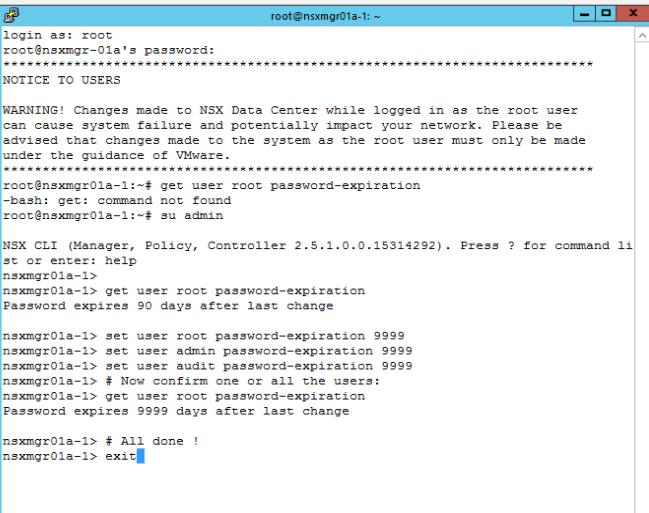 root@nsxmgr01a-1: ~
login as: root
root@nsxmgr-01a's password:
***************************************************************************
NOTICE TO USERS
WARNING! Changes made to NSX Data Center while logged in as the root user
can cause system failure and potentially impact your network. Please be
advised that changes made to the system as the root user must only be made
under the guidance of VMware.
***************************************************************************
root@nsxmgr01a-1:~# get user root password-expiration
-bash: get: command not found
root@nsxmgr01a-1:~# su admin
NSX CLI (Manager, Policy, Controller 2.5.1.0.0.15314292). Press ? for command li
st or enter: help
nsxmgr01a-1>
nsxmgr01a-1> get user root password-expiration
Password expires 90 days after last change
nsxmgr01a-1> set user root password-expiration 9999
nsxmgr01a-1> set user admin password-expiration 9999
nsxmgr01a-1> set user audit password-expiration 9999
nsxmgr01a-1> # Now confirm one or all the users:
nsxmgr01a-1> get user root password-expiration
Password expires 9999 days after last change
nsxmgr01a-1> # All done !
nsxmgr01a-1> exit